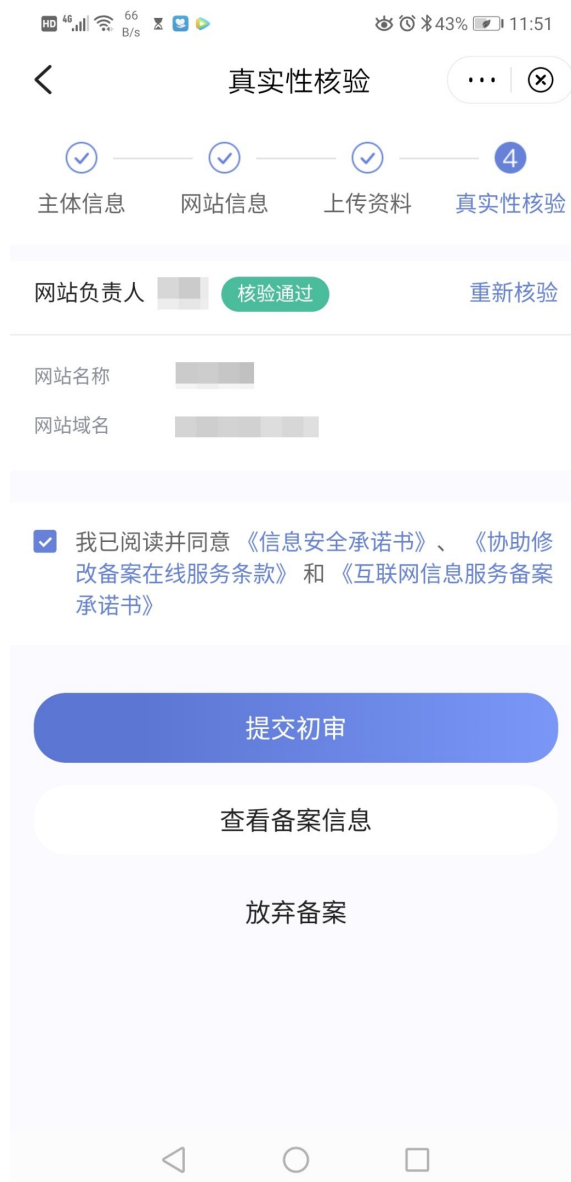 HD 4G 66 B/s 43% 11:51
真实性核验
4
主体信息 网站信息 上传资料 真实性核验
网站负责人 核验通过 重新核验
网站名称
网站域名
我已阅读并同意 《信息安全承诺书》、 《协助修
改备案在线服务条款》 和 《互联网信息服务备案
承诺书》
提交初审
查看备案信息
放弃备案